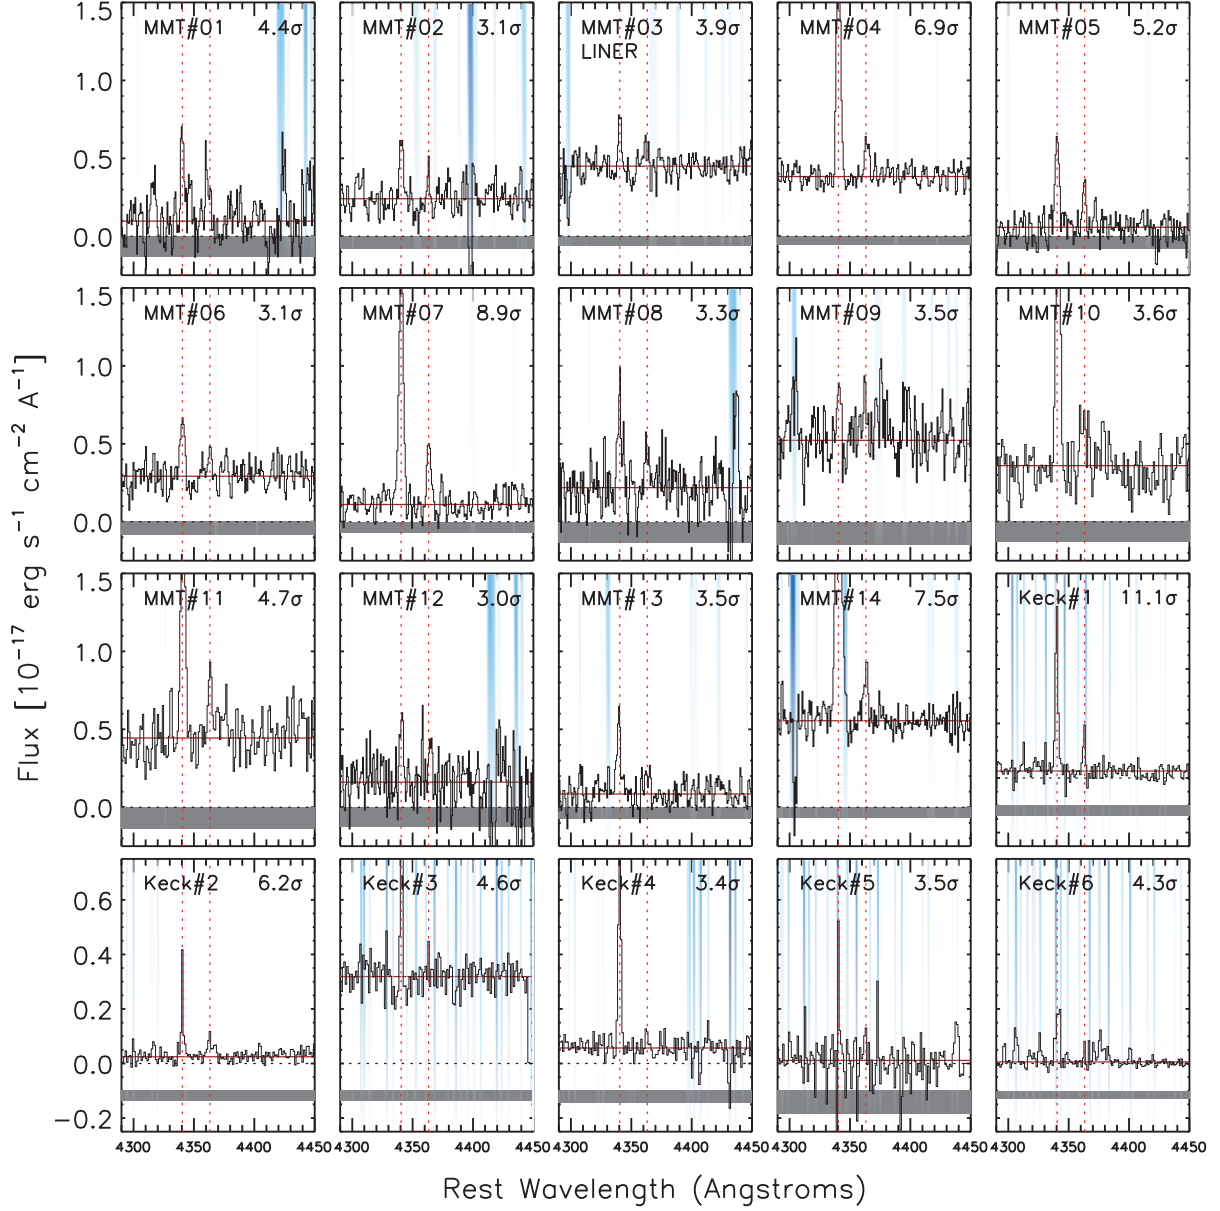 MMT#01 4.4σ
MMT#02 3.1σ
MMT#03 3.9σ
LINER
MMT#04 6.9σ
MMT#05 5.2σ
1.5
1.0
0.5
0.0
MMT#06 3.1σ
MMT#07 8.9σ
MMT#08 3.3σ
MMT#09 3.5σ
MMT#10 3.6σ
1.5
1.0
0.5
0.0
MMT#11 4.7σ
MMT#12 3.0σ
MMT#13 3.5σ
MMT#14 7.5σ
Keck#1 11.1σ
1.5
1.0
0.5
0.0
Keck#2 6.2σ
Keck#3 4.6σ
Keck#4 3.4σ
Keck#5 3.5σ
Keck#6 4.3σ
0.6
0.4
0.2
0.0
−0.2
4300 4350 4400 4450
4300 4350 4400 4450
4300 4350 4400 4450
4300 4350 4400 4450
4300 4350 4400 4450
Rest Wavelength (Angstroms)
Flux [10⁻¹⁷ erg s⁻¹ cm⁻² A⁻¹]